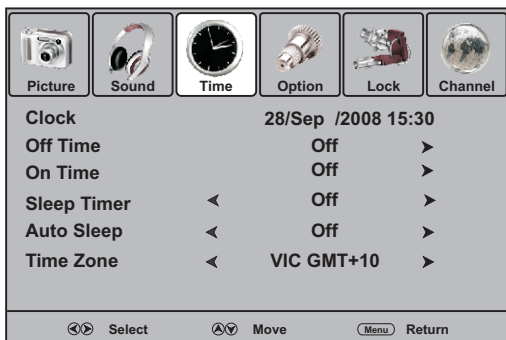 Picture Sound Time Option Lock Channel
Clock 28/Sep /2008 15:30
Off Time Off
On Time Off
Sleep Timer Off
Auto Sleep Off
Time Zone VIC GMT+10
Select Move Menu Return